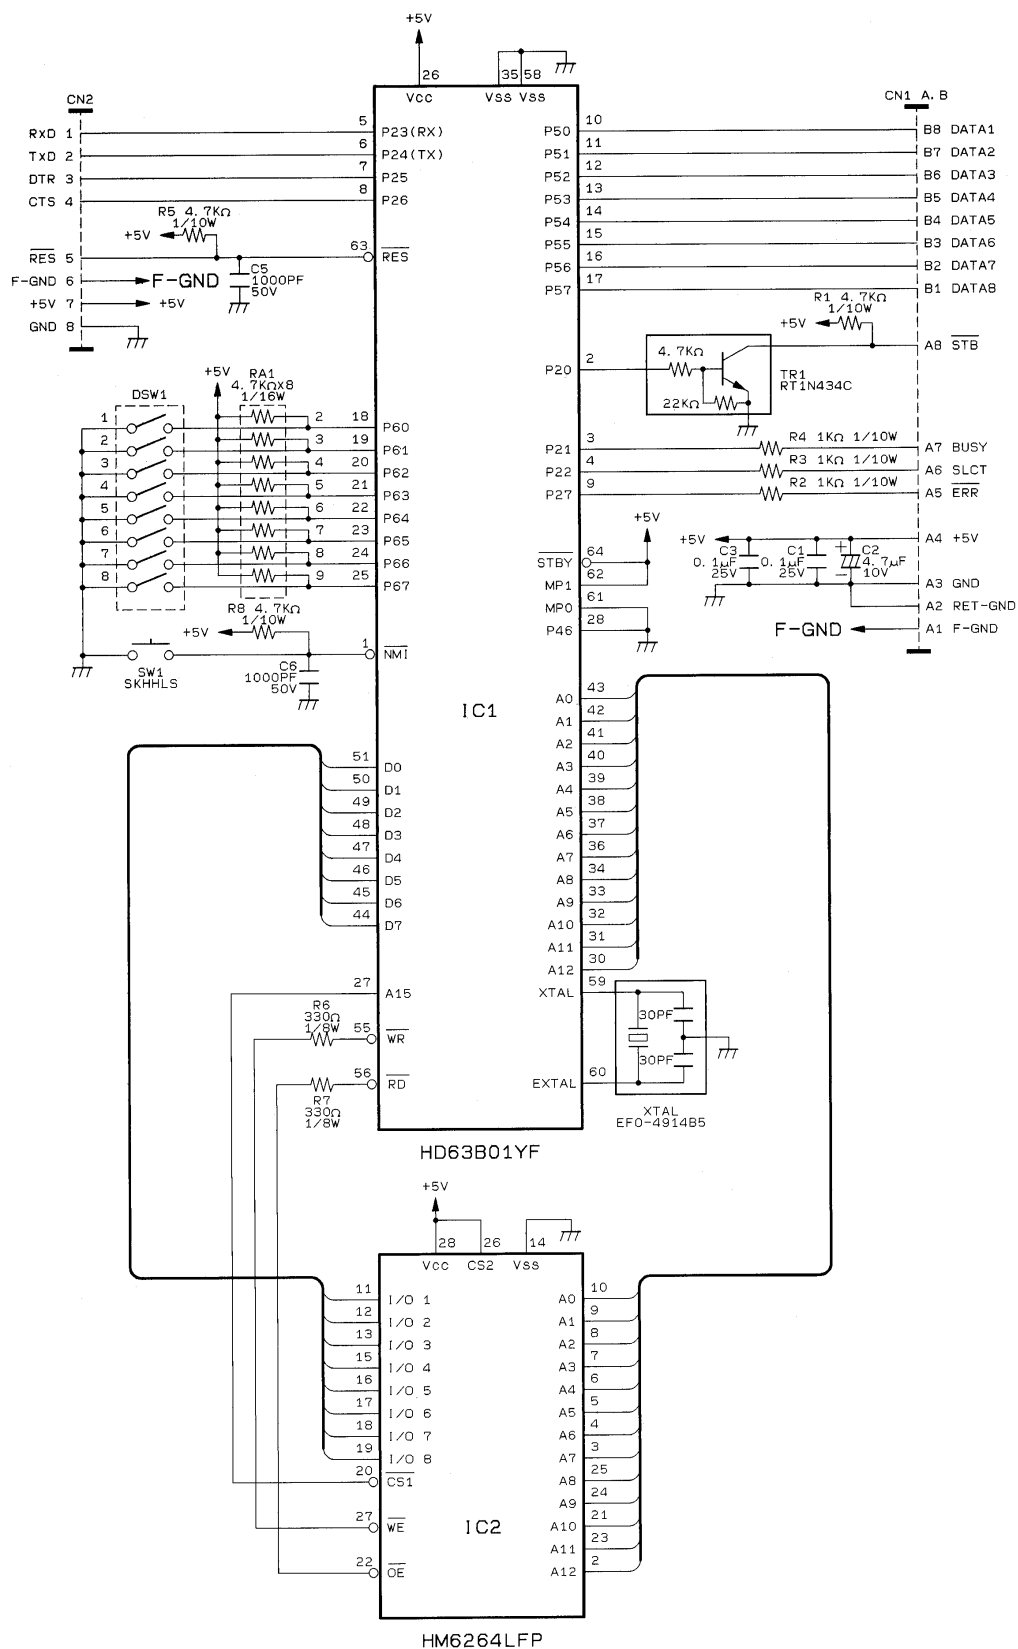 +5V
26
35 58
Vcc
Vss Vss
CN2
RxD 1
TxD 2
DTR 3
CTS 4
5
6
7
8
P23(RX)
P24(TX)
P25
P26
R5 4.7KΩ
1/10W
+5V
63
RES
RES 5
F-GND 6
F-GND
+5V 7
+5V
GND 8
C5
1000PF
50V
CN1 A.B
10
11
12
13
14
15
16
17
P50
P51
P52
P53
P54
P55
P56
P57
B8 DATA1
B7 DATA2
B6 DATA3
B5 DATA4
B4 DATA5
B3 DATA6
B2 DATA7
B1 DATA8
R1 4.7KΩ
1/10W
+5V
A8 STB
2
P20
4.7KΩ
22KΩ
TR1
RT1N434C
3
4
9
P21
P22
P27
R4 1KΩ 1/10W
R3 1KΩ 1/10W
R2 1KΩ 1/10W
A7 BUSY
A6 SLCT
A5 ERR
DSW1
1
2
3
4
5
6
7
8
+5V
RA1
4.7KΩX8
1/16W
2
3
4
5
6
7
8
9
18
19
20
21
22
23
24
25
P60
P61
P62
P63
P64
P65
P66
P67
+5V
64
62
61
28
STBY
MP1
MP0
P46
+5V
C3
0.1µF
25V
C1
0.1µF
25V
+
C2
4.7µF
10V
−
A4 +5V
A3 GND
A2 RET-GND
A1 F-GND
F-GND
R8 4.7KΩ
1/10W
+5V
1
NMI
SW1
SKHHLS
C6
1000PF
50V
IC1
43
42
41
40
39
38
37
36
34
33
32
31
30
A0
A1
A2
A3
A4
A5
A6
A7
A8
A9
A10
A11
A12
51
50
49
48
47
46
45
44
D0
D1
D2
D3
D4
D5
D6
D7
27
A15
R6
330Ω
1/8W
55
WR
56
RD
R7
330Ω
1/8W
59
XTAL
60
EXTAL
30PF
30PF
XTAL
EFO-4914B5
HD63B01YF
+5V
28
26
14
Vcc
CS2
Vss
11
12
13
15
16
17
18
19
I/O 1
I/O 2
I/O 3
I/O 4
I/O 5
I/O 6
I/O 7
I/O 8
20
CS1
27
WE
22
OE
IC2
10
9
8
7
6
5
4
3
25
24
21
23
2
A0
A1
A2
A3
A4
A5
A6
A7
A8
A9
A10
A11
A12
HM6264LFP